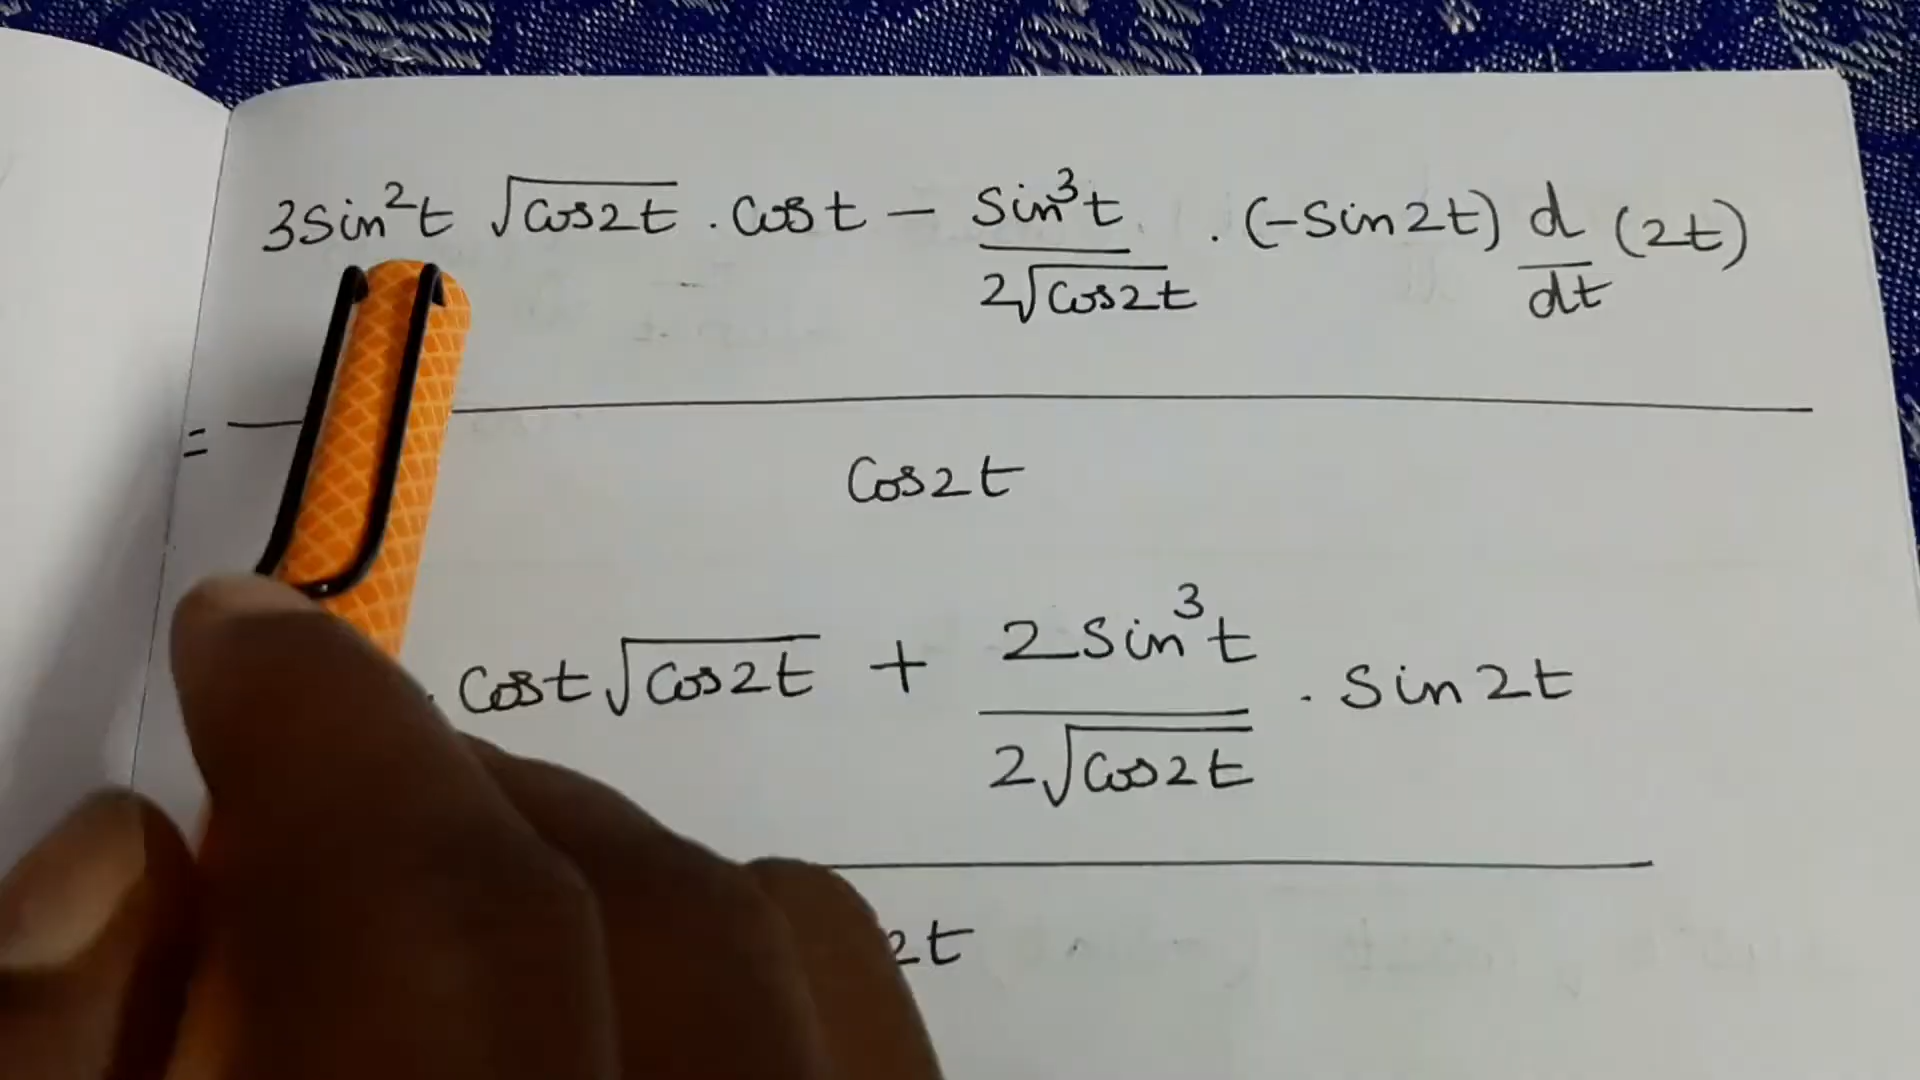 3sin²t √cos2t . cost − sin³t/2√cos2t . (-sin2t) d/dt (2t)
=
cos2t
. cost √cos2t + 2sin³t/2√cos2t . sin2t
2t